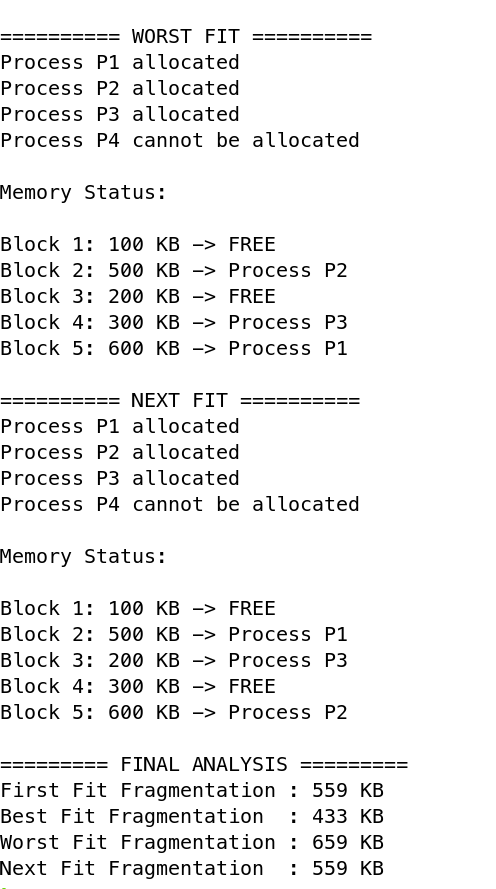 ========== WORST FIT ==========
Process P1 allocated
Process P2 allocated
Process P3 allocated
Process P4 cannot be allocated
Memory Status:
Block 1: 100 KB -> FREE
Block 2: 500 KB -> Process P2
Block 3: 200 KB -> FREE
Block 4: 300 KB -> Process P3
Block 5: 600 KB -> Process P1
========== NEXT FIT ==========
Process P1 allocated
Process P2 allocated
Process P3 allocated
Process P4 cannot be allocated
Memory Status:
Block 1: 100 KB -> FREE
Block 2: 500 KB -> Process P1
Block 3: 200 KB -> Process P3
Block 4: 300 KB -> FREE
Block 5: 600 KB -> Process P2
========= FINAL ANALYSIS =========
First Fit Fragmentation : 559 KB
Best Fit Fragmentation  : 433 KB
Worst Fit Fragmentation : 659 KB
Next Fit Fragmentation  : 559 KB